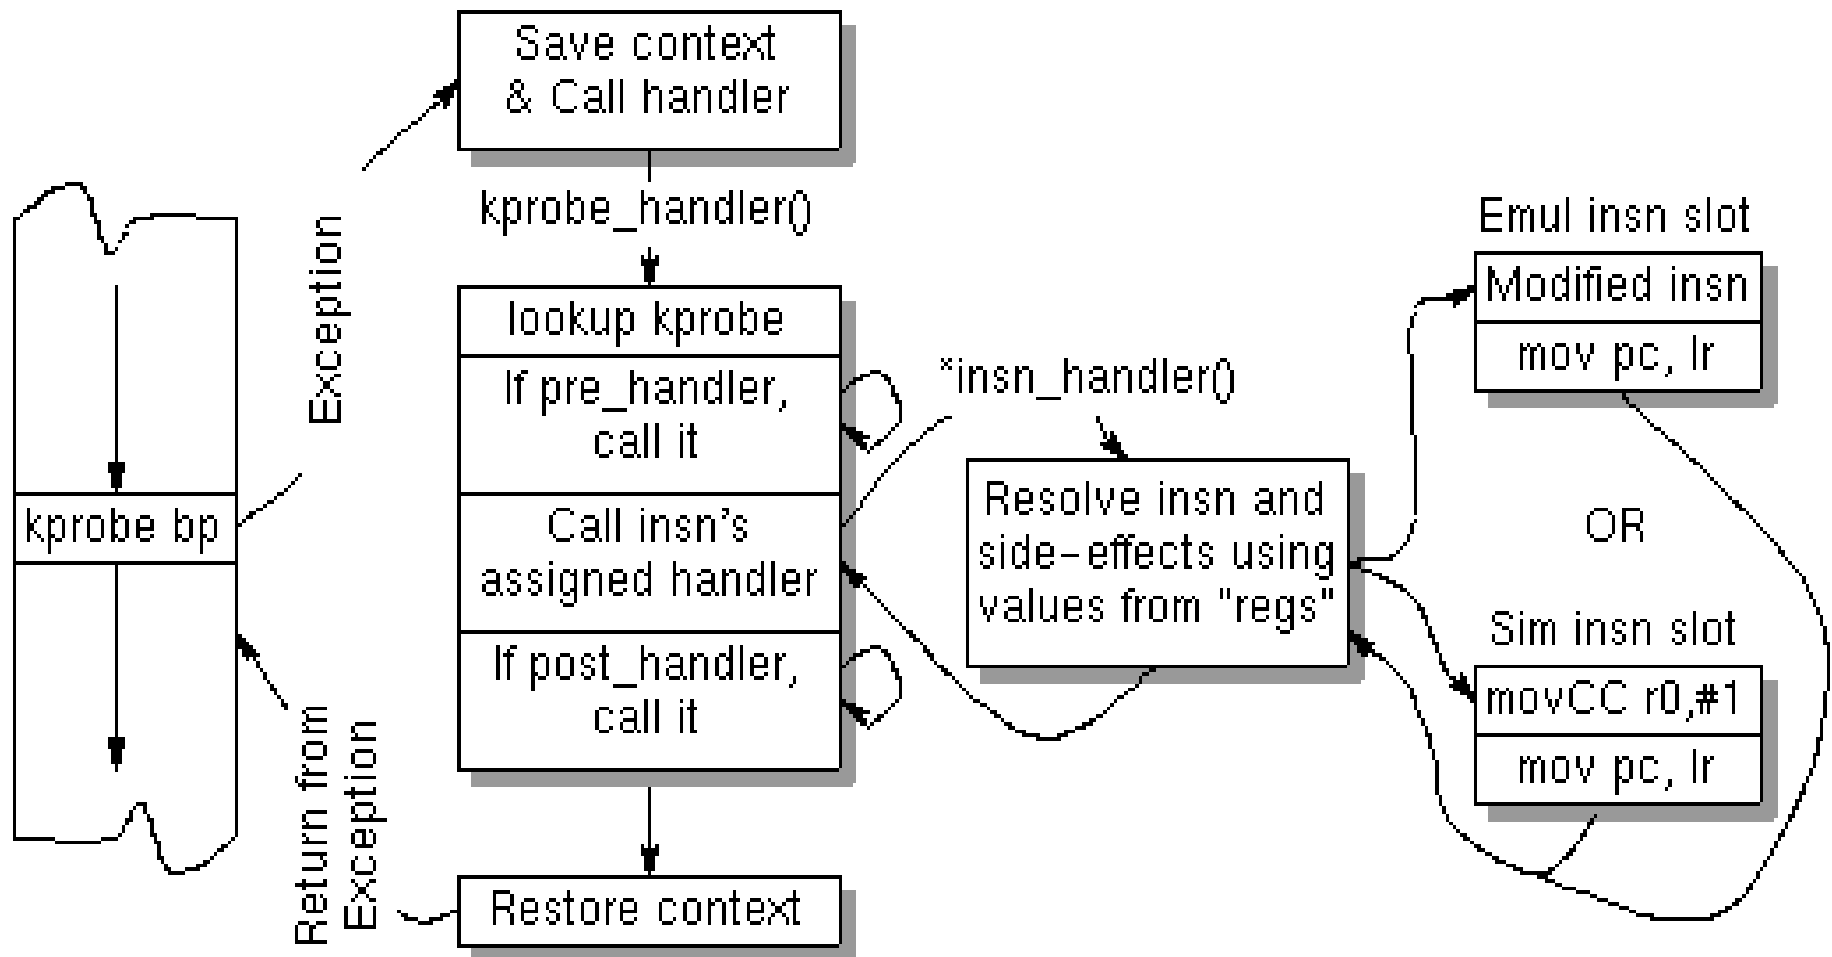 Save context
& Call handler
kprobe_handler()
Exception
lookup kprobe
If pre_handler,
call it
Call insn's
assigned handler
If post_handler,
call it
kprobe bp
*insn_handler()
Resolve insn and
side-effects using
values from "regs"
Emul insn slot
Modified insn
mov pc, lr
OR
Sim insn slot
movCC r0,#1
mov pc, lr
Restore context
Return from
Exception